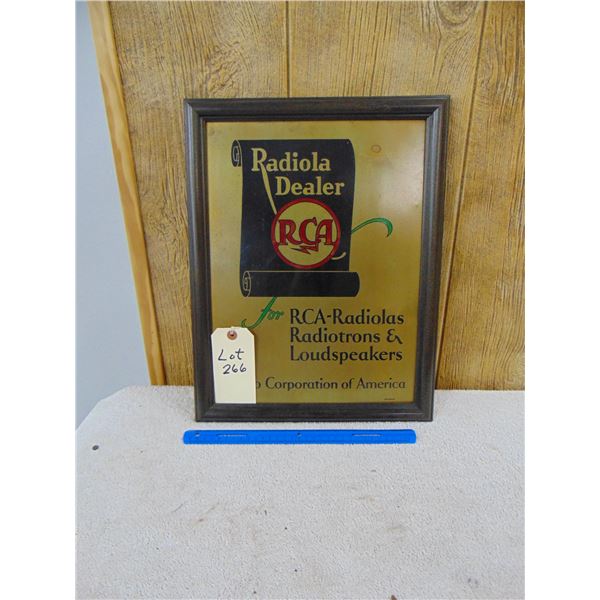 Radiola
Dealer
RCA
for RCA-Radiolas
Radiotrons &
Loudspeakers
Lot
266
o Corporation of America